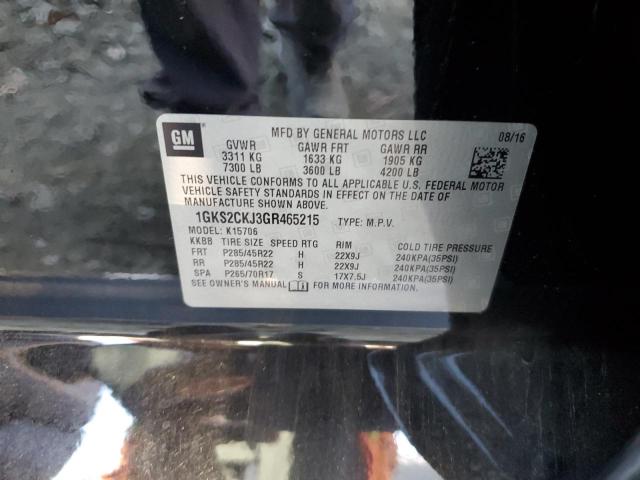 GM
MFD BY GENERAL MOTORS LLC 08/16
GVWR GAWR FRT GAWR RR
3311 KG 1633 KG 1905 KG
7300 LB 3600 LB 4200 LB
THIS VEHICLE CONFORMS TO ALL APPLICABLE U.S. FEDERAL MOTOR
VEHICLE SAFETY STANDARDS IN EFFECT ON THE DATE OF
MANUFACTURE SHOWN ABOVE.
1GKS2CKJ3GR465215 TYPE: M.P.V.
MODEL: K15706
KKBB TIRE SIZE SPEED RTG RIM COLD TIRE PRESSURE
FRT P285/45R22 H 22X9J 240KPA(35PSI)
RR P285/45R22 H 22X9J 240KPA(35PSI)
SPA P265/70R17 S 17X7.5J 240KPA(35PSI)
SEE OWNER'S MANUAL FOR MORE INFORMATION.